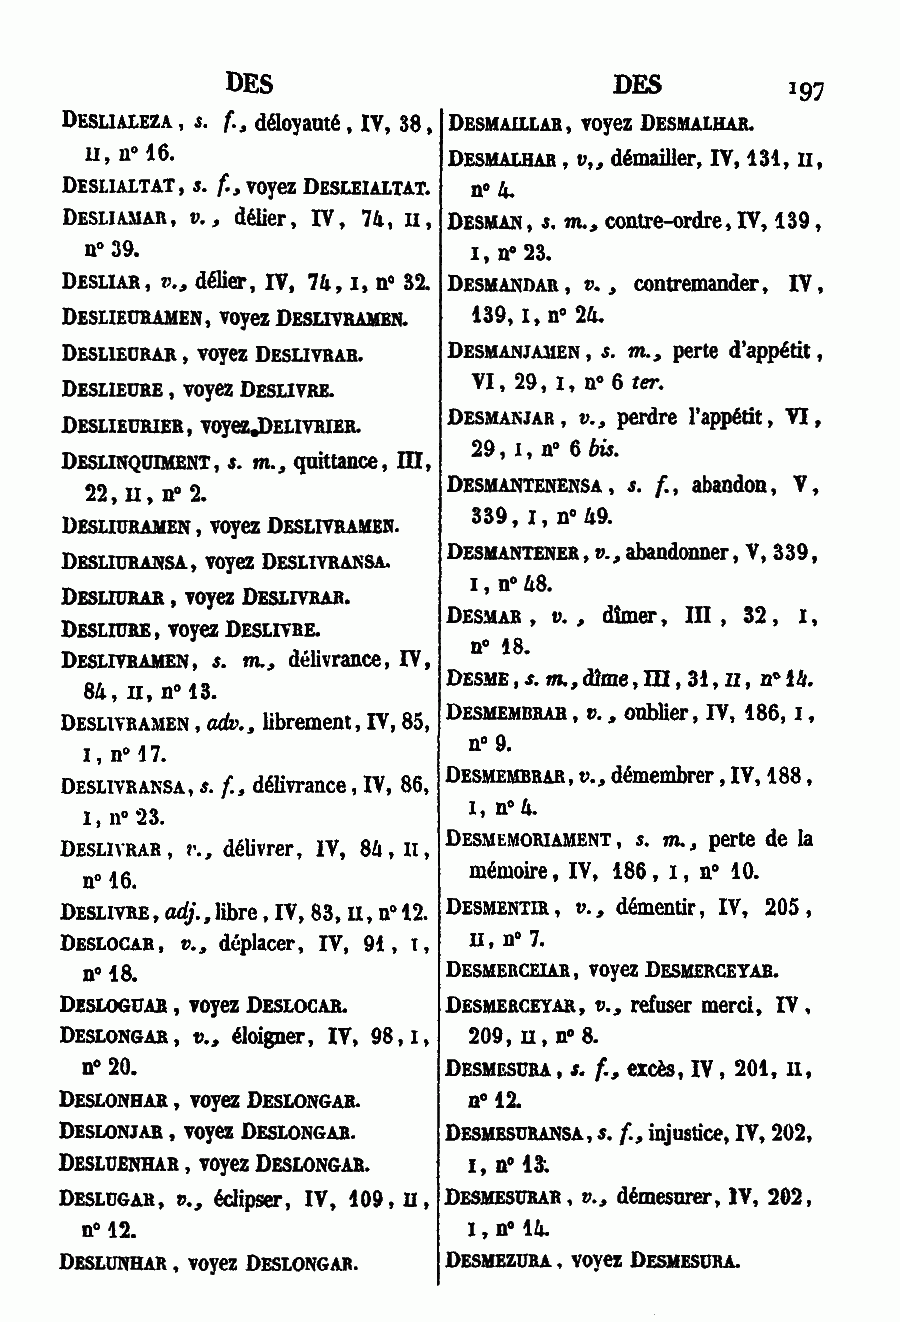 DES
DES 197
DESLIALEZA, s. f., déloyauté, IV, 38,
II, n° 16.
DESLIALTAT, s. f., voyez DESLEIALTAT.
DESLIAMAR, v., délier, IV, 74, II,
n° 39.
DESLIAR, v., délier, IV, 74, I, n° 32.
DESLIEURAMEN, voyez DESLIVRAMEN.
DESLIEURAR, voyez DESLIVRAR.
DESLIEURE, voyez DESLIVRE.
DESLIEURIER, voyez DELIVRIER.
DESLINQUIMENT, s. m., quittance, III,
22, II, n° 2.
DESLIURAMEN, voyez DESLIVRAMEN.
DESLIURANSA, voyez DESLIVRANSA.
DESLIURAR, voyez DESLIVRAR.
DESLIURE, voyez DESLIVRE.
DESLIVRAMEN, s. m., délivrance, IV,
84, II, n° 13.
DESLIVRAMEN, adv., librement, IV, 85,
I, n° 17.
DESLIVRANSA, s. f., délivrance, IV, 86,
I, n° 23.
DESLIVRAR, v., délivrer, IV, 84, II,
n° 16.
DESLIVRE, adj., libre, IV, 83, II, n° 12.
DESLOCAR, v., déplacer, IV, 91, I,
n° 18.
DESLOGUAR, voyez DESLOCAR.
DESLONGAR, v., éloigner, IV, 98, I,
n° 20.
DESLONHAR, voyez DESLONGAR.
DESLONJAR, voyez DESLONGAR.
DESLUENHAR, voyez DESLONGAR.
DESLUGAR, v., éclipser, IV, 109, II,
n° 12.
DESLUNHAR, voyez DESLONGAR.
DESMAILLAR, voyez DESMALHAR.
DESMALHAR, v,, démailler, IV, 131, II,
n° 4.
DESMAN, s. m., contre-ordre, IV, 139,
I, n° 23.
DESMANDAR, v., contremander, IV,
139, I, n° 24.
DESMANJAMEN, s. m., perte d'appétit,
VI, 29, I, n° 6 ter.
DESMANJAR, v., perdre l'appétit, VI,
29, I, n° 6 bis.
DESMANTENENSA, s. f., abandon, V,
339, I, n° 49.
DESMANTENER, v., abandonner, V, 339,
I, n° 48.
DESMAR, v., dîmer, III, 32, I,
n° 18.
DESME, s. m., dîme, III, 31, II, n° 14.
DESMEMBRAR, v., oublier, IV, 186, I,
n° 9.
DESMEMBRAR, v., démembrer, IV, 188,
I, n° 4.
DESMEMORIAMENT, s. m., perte de la
mémoire, IV, 186, I, n° 10.
DESMENTIR, v., démentir, IV, 205,
II, n° 7.
DESMERCEIAR, voyez DESMERCEYAR.
DESMERCEYAR, v., refuser merci, IV,
209, II, n° 8.
DESMESURA, s. f., excès, IV, 201, II,
n° 12.
DESMESURANSA, s. f., injustice, IV, 202,
I, n° 13.
DESMESURAR, v., démesurer, IV, 202,
I, n° 14.
DESMEZURA, voyez DESMESURA.